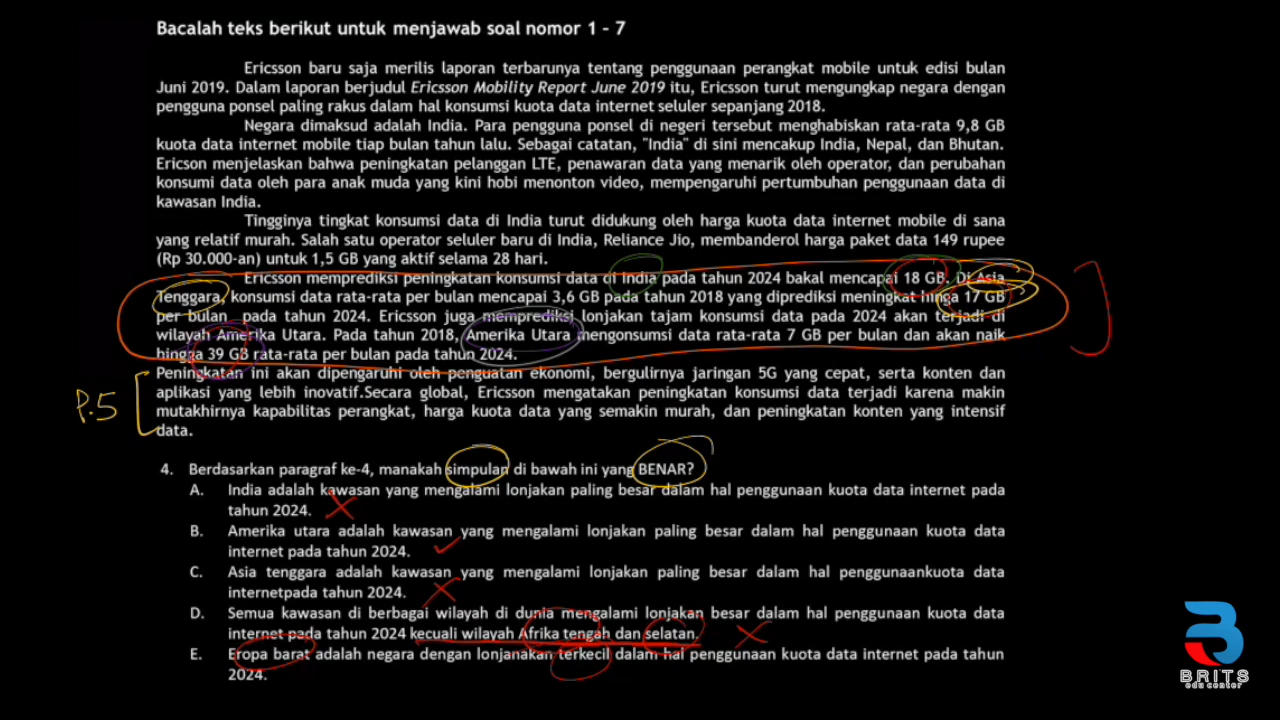 Bacalah teks berikut untuk menjawab soal nomor 1 - 7
Ericsson baru saja merilis laporan terbarunya tentang penggunaan perangkat mobile untuk edisi bulan
Juni 2019. Dalam laporan berjudul Ericsson Mobility Report June 2019 itu, Ericsson turut mengungkap negara dengan
pengguna ponsel paling rakus dalam hal konsumsi kuota data internet seluler sepanjang 2018.
Negara dimaksud adalah India. Para pengguna ponsel di negeri tersebut menghabiskan rata-rata 9,8 GB
kuota data internet mobile tiap bulan tahun lalu. Sebagai catatan, "India" di sini mencakup India, Nepal, dan Bhutan.
Ericson menjelaskan bahwa peningkatan pelanggan LTE, penawaran data yang menarik oleh operator, dan perubahan
konsumi data oleh para anak muda yang kini hobi menonton video, mempengaruhi pertumbuhan penggunaan data di
kawasan India.
Tingginya tingkat konsumsi data di India turut didukung oleh harga kuota data internet mobile di sana
yang relatif murah. Salah satu operator seluler baru di India, Reliance Jio, membanderol harga paket data 149 rupee
(Rp 30.000-an) untuk 1,5 GB yang aktif selama 28 hari.
Ericsson memprediksi peningkatan konsumsi data di India pada tahun 2024 bakal mencapai 18 GB. Di Asia
Tenggara, konsumsi data rata-rata per bulan mencapai 3,6 GB pada tahun 2018 yang diprediksi meningkat hinga 17 GB
per bulan pada tahun 2024. Ericsson juga memprediksi lonjakan tajam konsumsi data pada 2024 akan terjadi di
wilayah Amerika Utara. Pada tahun 2018, Amerika Utara mengonsumsi data rata-rata 7 GB per bulan dan akan naik
hingga 39 GB rata-rata per bulan pada tahun 2024.
Peningkatan ini akan dipengaruhi oleh penguatan ekonomi, bergulirnya jaringan 5G yang cepat, serta konten dan
aplikasi yang lebih inovatif.Secara global, Ericsson mengatakan peningkatan konsumsi data terjadi karena makin
mutakhirnya kapabilitas perangkat, harga kuota data yang semakin murah, dan peningkatan konten yang intensif
data.
P.5
4. Berdasarkan paragraf ke-4, manakah simpulan di bawah ini yang BENAR?
A. India adalah kawasan yang mengalami lonjakan paling besar dalam hal penggunaan kuota data internet pada
tahun 2024.
B. Amerika utara adalah kawasan yang mengalami lonjakan paling besar dalam hal penggunaan kuota data
internet pada tahun 2024.
C. Asia tenggara adalah kawasan yang mengalami lonjakan paling besar dalam hal penggunaankuota data
internetpada tahun 2024.
D. Semua kawasan di berbagai wilayah di dunia mengalami lonjakan besar dalam hal penggunaan kuota data
internet pada tahun 2024 kecuali wilayah Afrika tengah dan selatan.
E. Eropa barat adalah negara dengan lonjanakan terkecil dalam hal penggunaan kuota data internet pada tahun
2024.
BRITS
edu center